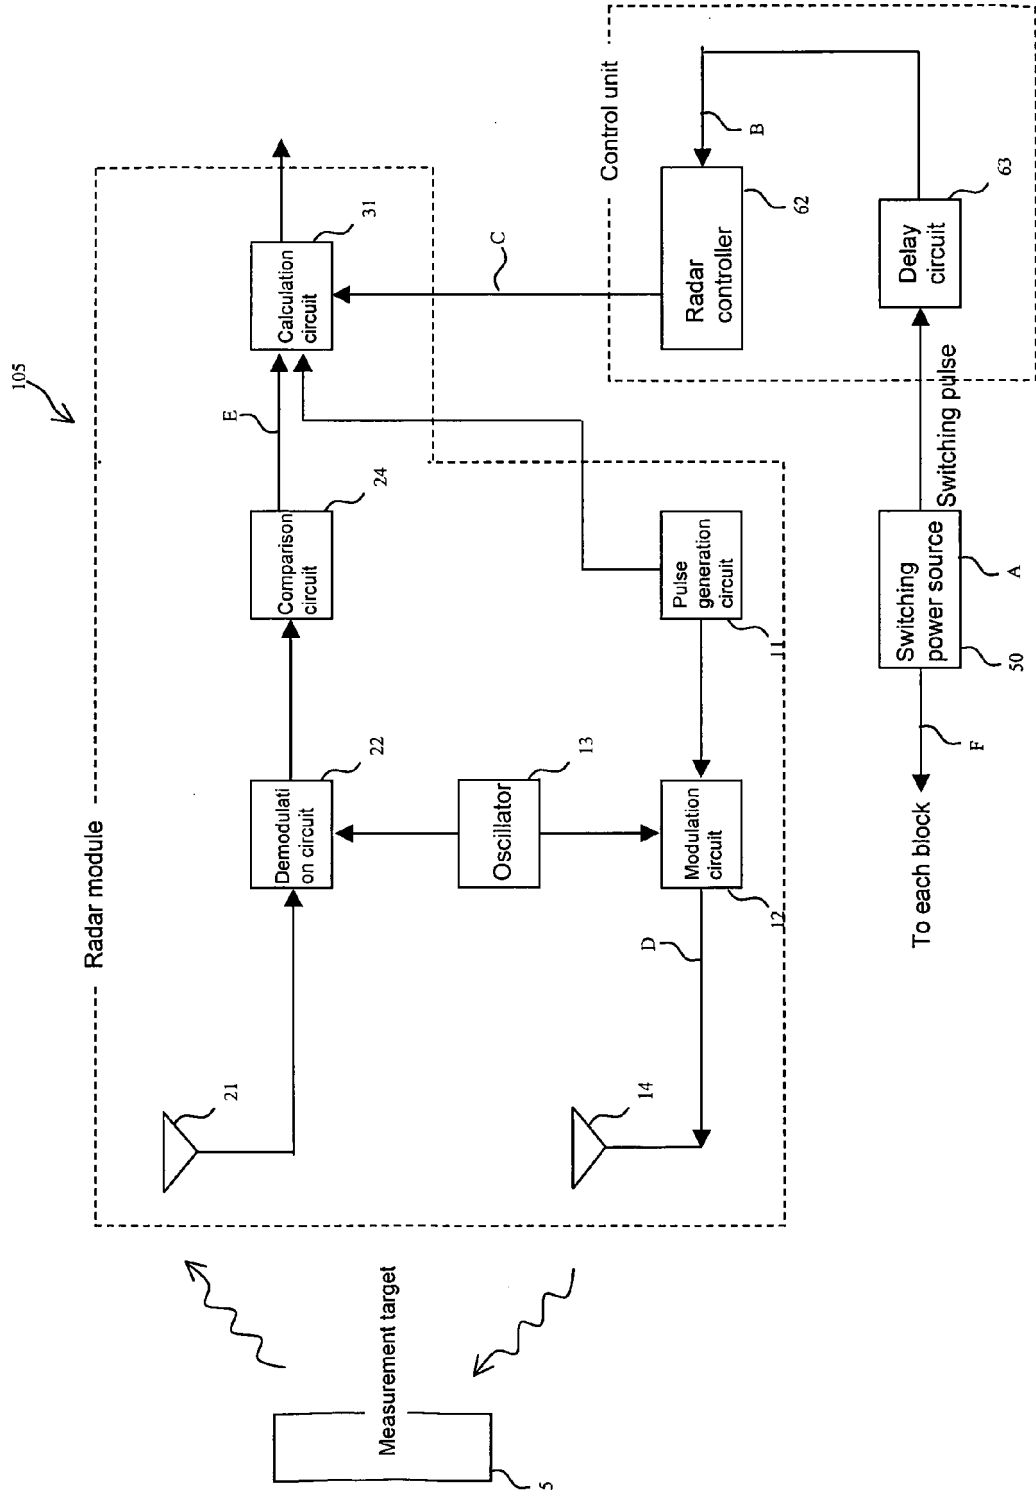 105
Radar module
21
Demodulati
on circuit
22
Comparison
circuit
24
E
Calculation
circuit
31
Oscillator
13
C
14
D
Modulation
circuit
12
Pulse
generation
circuit
11
Measurement target
5
Control unit
Radar
controller
62
B
Delay
circuit
63
To each block
F
Switching
power source
50
A
Switching pulse